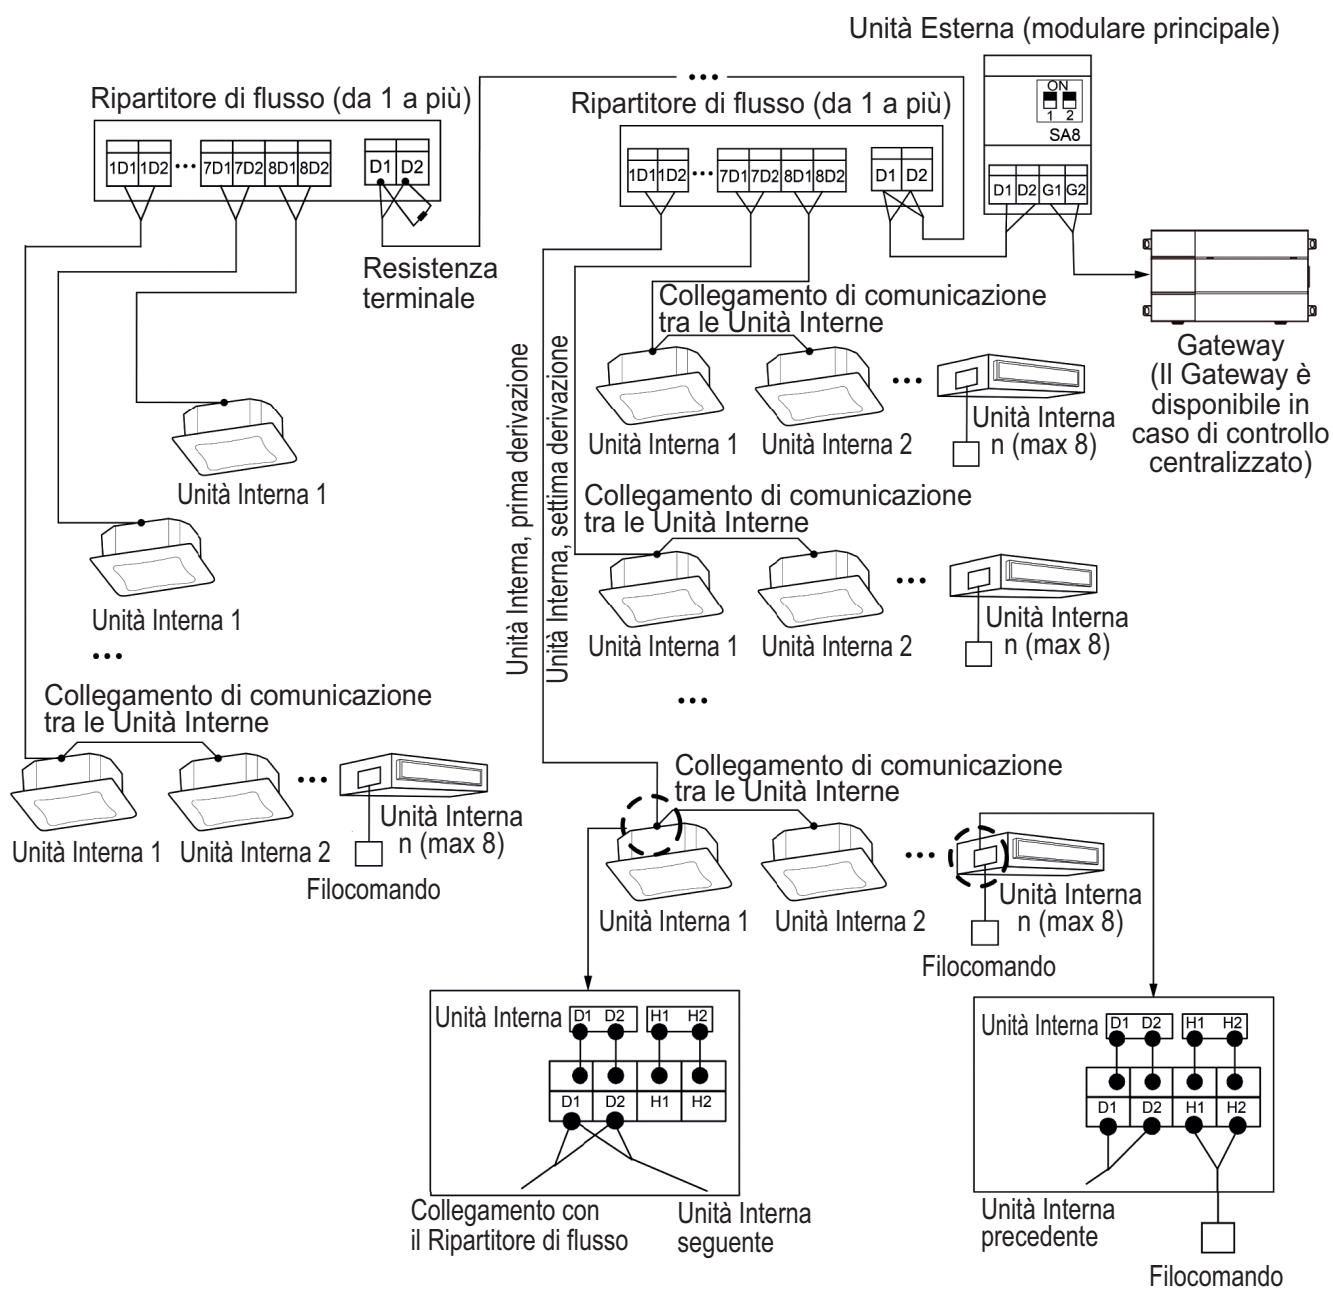 Unità Esterna (modulare principale)
Ripartitore di flusso (da 1 a più)
1D1 1D2 ••• 7D1 7D2 8D1 8D2 D1 D2
Resistenza
terminale
•••
Ripartitore di flusso (da 1 a più)
1D1 1D2 ••• 7D1 7D2 8D1 8D2 D1 D2
ON
1 2
SA8
D1 D2 G1 G2
Gateway
(Il Gateway è
disponibile in
caso di controllo
centralizzato)
Unità Interna 1
Unità Interna 1
•••
Collegamento di comunicazione
tra le Unità Interne
Unità Interna 1
Unità Interna 2
•••
Unità Interna
n (max 8)
Filocomando
Unità Interna, prima derivazione
Unità Interna, settima derivazione
Collegamento di comunicazione
tra le Unità Interne
Unità Interna 1
Unità Interna 2
•••
Unità Interna
n (max 8)
Collegamento di comunicazione
tra le Unità Interne
Unità Interna 1
Unità Interna 2
•••
Unità Interna
n (max 8)
•••
Collegamento di comunicazione
tra le Unità Interne
Unità Interna 1
Unità Interna 2
•••
Unità Interna
n (max 8)
Filocomando
Unità Interna D1 D2 H1 H2
D1 D2 H1 H2
Collegamento con
il Ripartitore di flusso
Unità Interna
seguente
Unità Interna D1 D2 H1 H2
D1 D2 H1 H2
Unità Interna
precedente
Filocomando